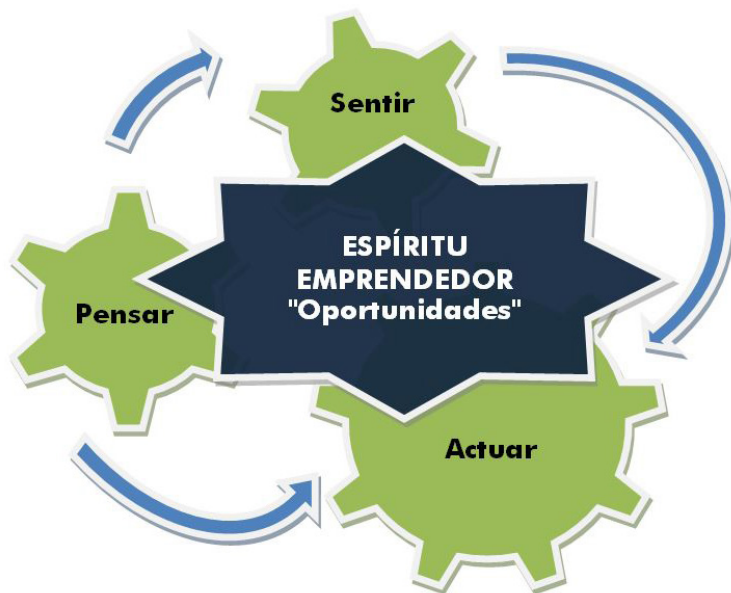 Sentir
ESPÍRITU
EMPRENDEDOR
"Oportunidades"
Pensar
Actuar